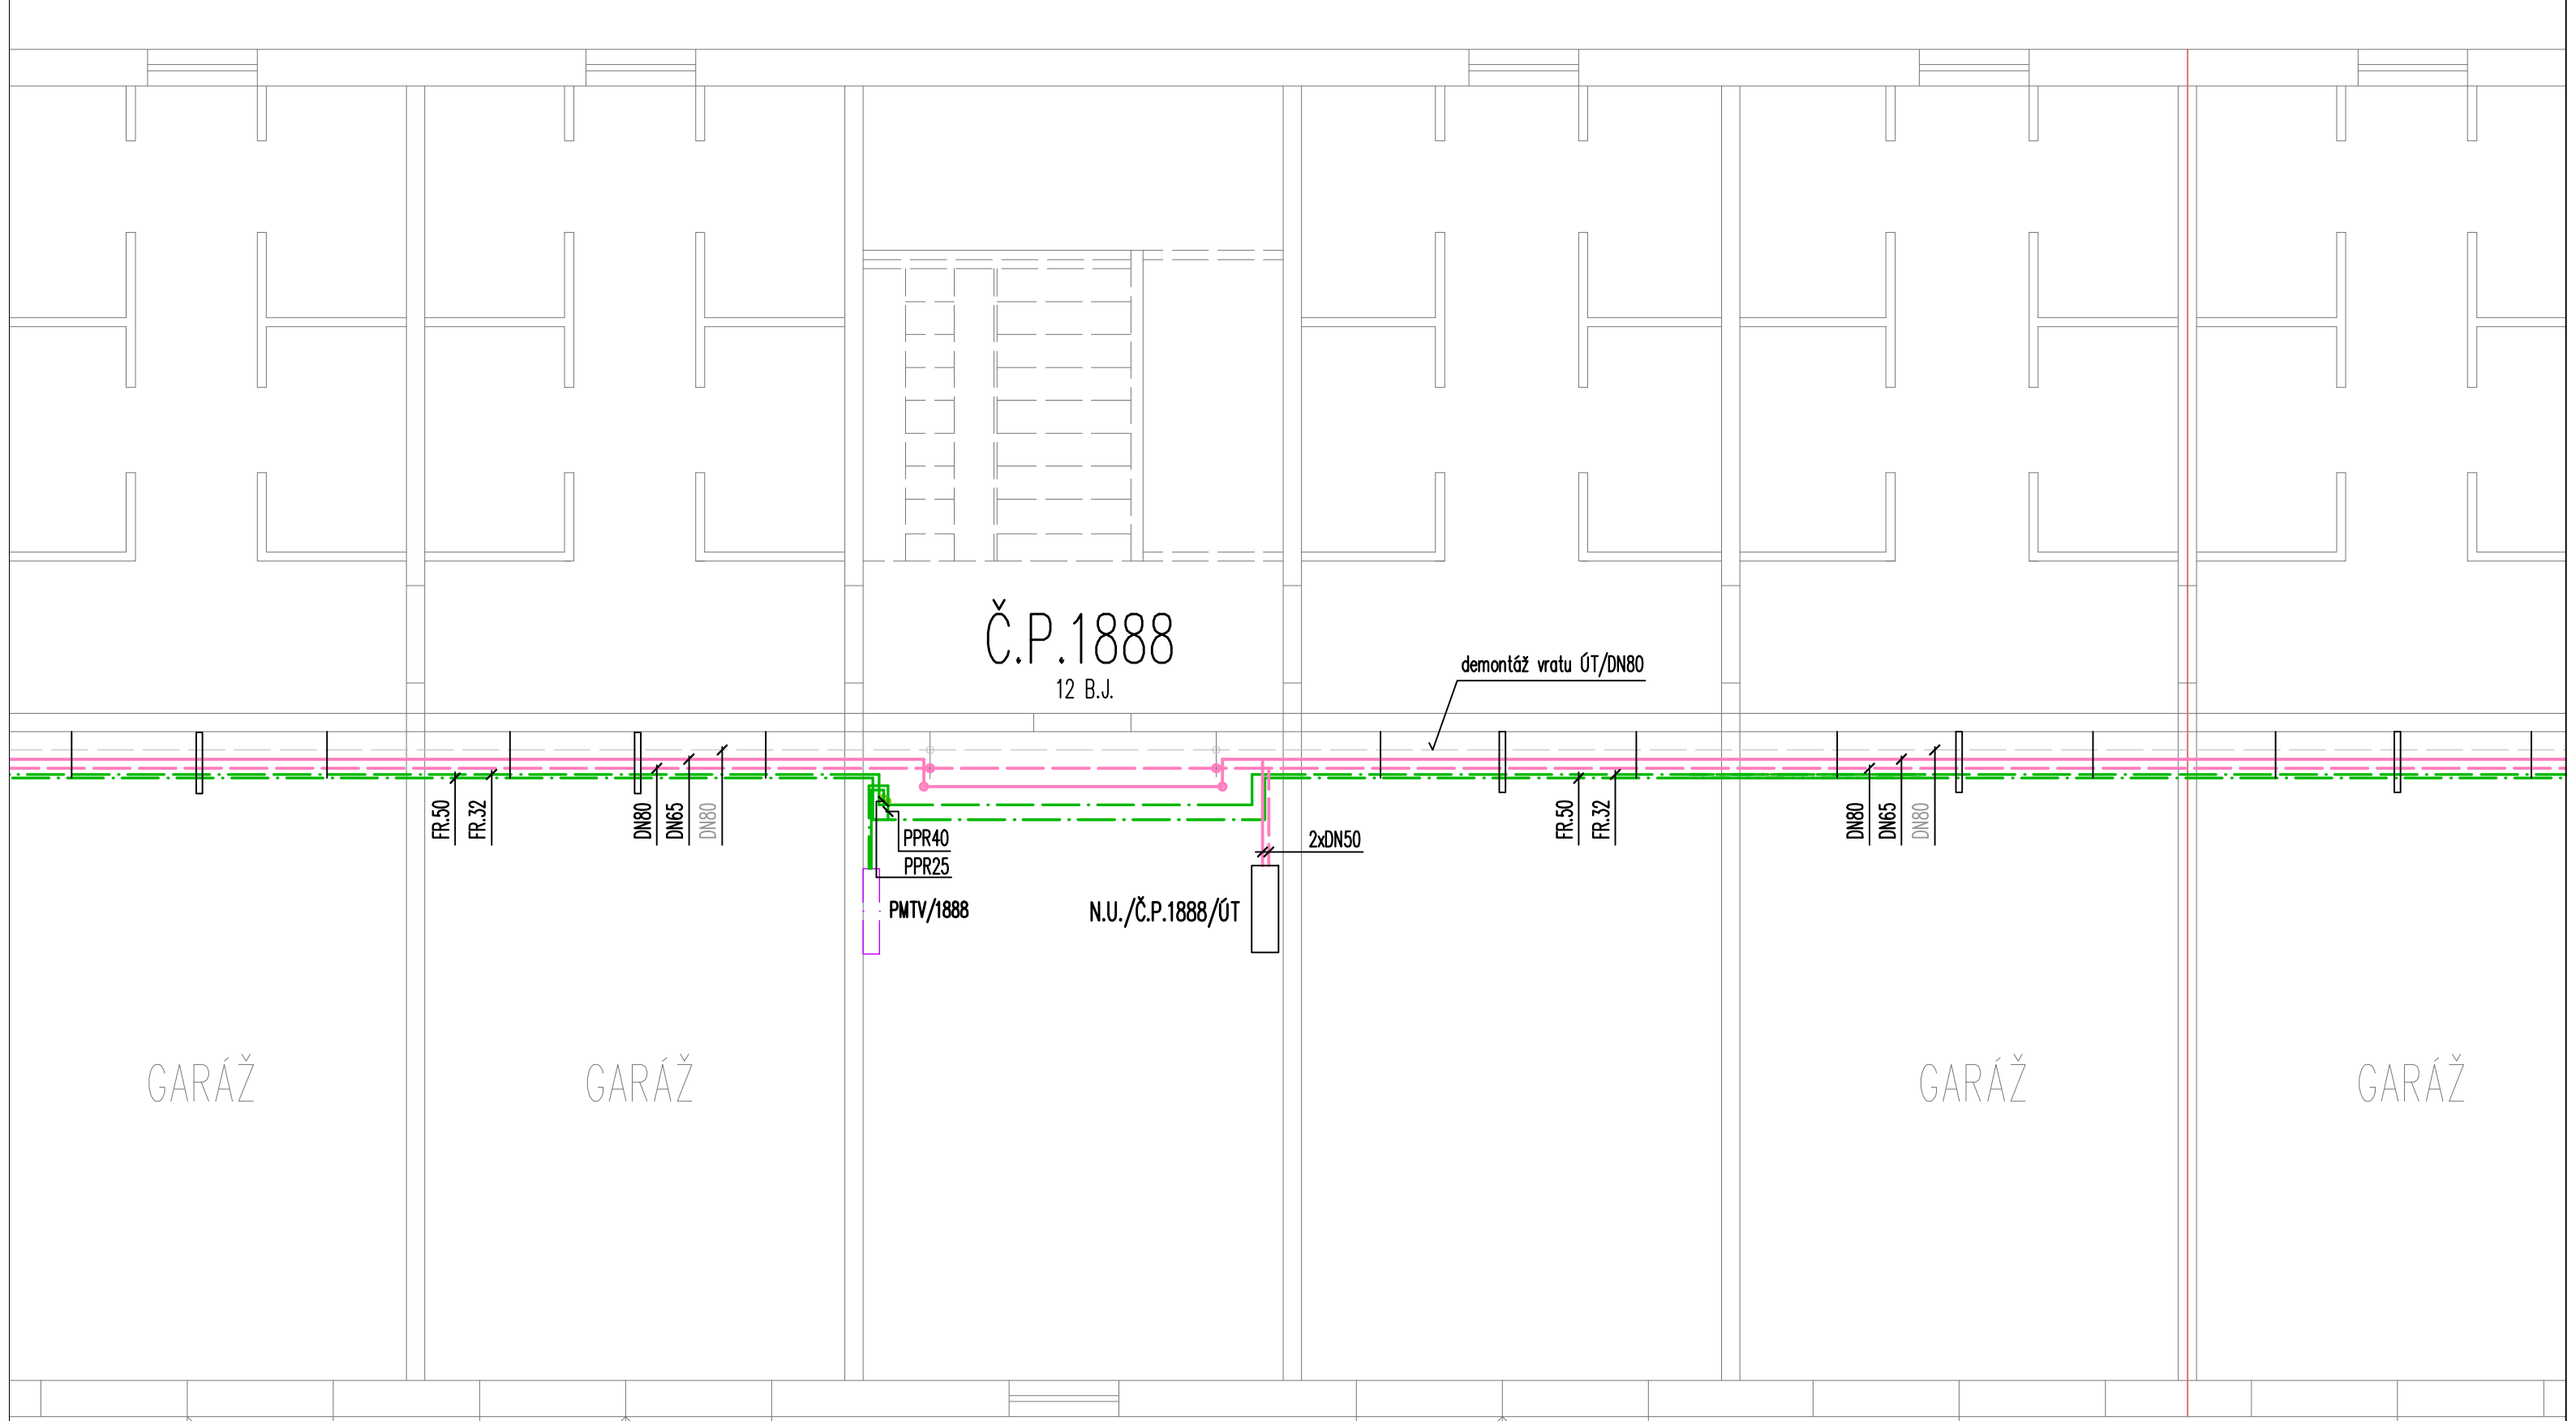 Č.P.1888
12 B.J.
demontáž vratu ÚT/DN80
FR.50
FR.32
DN80
DN65
DN80
PPR40
PPR25
2xDN50
FR.50
FR.32
DN80
DN65
DN80
PMTV/1888
N.U./Č.P.1888/ÚT
GARÁŽ
GARÁŽ
GARÁŽ
GARÁŽ